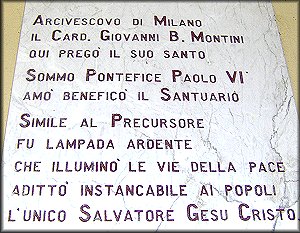 Arcivescovo di Milano
il Card. Giovanni B. Montini
qui pregò il suo santo
Sommo Pontefice Paolo VI°
amò beneficò il Santuario
Simile al Precursore
fu lampada ardente
che illuminò le vie della pace
adittò instancabile ai popoli
l'unico Salvatore Gesu Cristo.